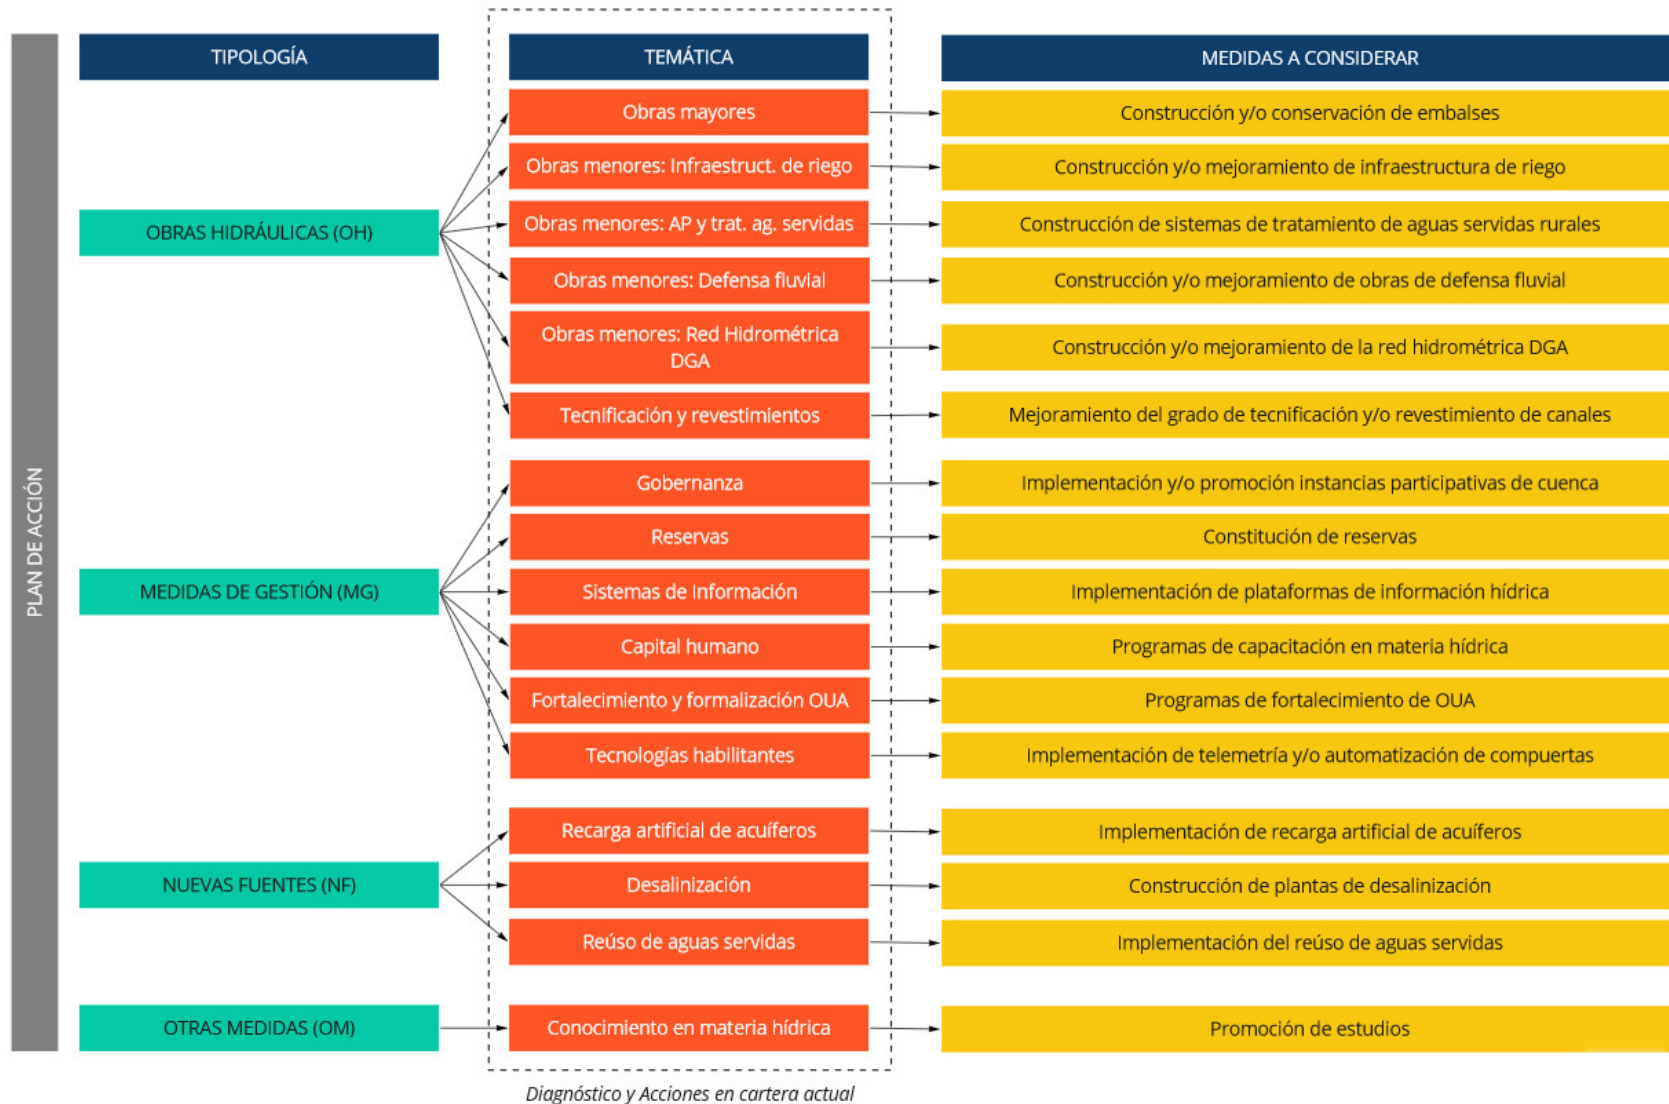 PLAN DE ACCIÓN
TIPOLOGÍA
TEMÁTICA
MEDIDAS A CONSIDERAR
OBRAS HIDRÁULICAS (OH)
Obras mayores
Construcción y/o conservación de embalses
Obras menores: Infraestruct. de riego
Construcción y/o mejoramiento de infraestructura de riego
Obras menores: AP y trat. ag. servidas
Construcción de sistemas de tratamiento de aguas servidas rurales
Obras menores: Defensa fluvial
Construcción y/o mejoramiento de obras de defensa fluvial
Obras menores: Red Hidrométrica
DGA
Construcción y/o mejoramiento de la red hidrométrica DGA
Tecnificación y revestimientos
Mejoramiento del grado de tecnificación y/o revestimiento de canales
MEDIDAS DE GESTIÓN (MG)
Gobernanza
Implementación y/o promoción instancias participativas de cuenca
Reservas
Constitución de reservas
Sistemas de Información
Implementación de plataformas de información hídrica
Capital humano
Programas de capacitación en materia hídrica
Fortalecimiento y formalización OUA
Programas de fortalecimiento de OUA
Tecnologías habilitantes
Implementación de telemetría y/o automatización de compuertas
NUEVAS FUENTES (NF)
Recarga artificial de acuíferos
Implementación de recarga artificial de acuíferos
Desalinización
Construcción de plantas de desalinización
Reúso de aguas servidas
Implementación del reúso de aguas servidas
OTRAS MEDIDAS (OM)
Conocimiento en materia hídrica
Promoción de estudios
Diagnóstico y Acciones en cartera actual